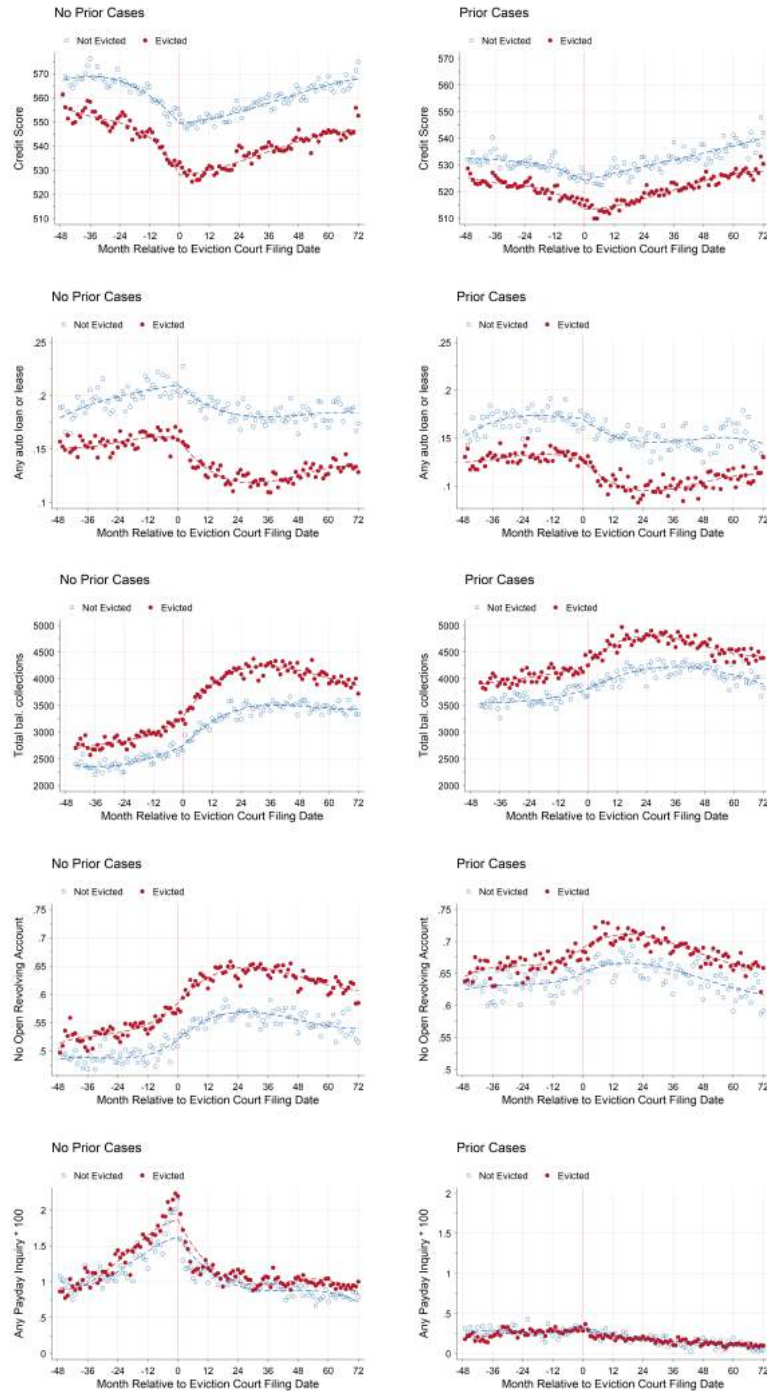 No Prior Cases
Not Evicted Evicted
Credit Score
570
560
550
540
530
520
510
-48 -36 -24 -12 0 12 24 36 48 60 72
Month Relative to Eviction Court Filing Date
Prior Cases
Not Evicted Evicted
Credit Score
570
560
550
540
530
520
510
-48 -36 -24 -12 0 12 24 36 48 60 72
Month Relative to Eviction Court Filing Date
No Prior Cases
Not Evicted Evicted
Any auto loan or lease
.25
.2
.15
.1
-48 -36 -24 -12 0 12 24 36 48 60 72
Month Relative to Eviction Court Filing Date
Prior Cases
Not Evicted Evicted
Any auto loan or lease
.25
.2
.15
.1
-48 -36 -24 -12 0 12 24 36 48 60 72
Month Relative to Eviction Court Filing Date
No Prior Cases
Not Evicted Evicted
Total bal. collections
5000
4500
4000
3500
3000
2500
2000
-48 -36 -24 -12 0 12 24 36 48 60 72
Month Relative to Eviction Court Filing Date
Prior Cases
Not Evicted Evicted
Total bal. collections
5000
4500
4000
3500
3000
2500
2000
-48 -36 -24 -12 0 12 24 36 48 60 72
Month Relative to Eviction Court Filing Date
No Prior Cases
Not Evicted Evicted
No Open Revolving Account
.75
.7
.65
.6
.55
.5
-48 -36 -24 -12 0 12 24 36 48 60 72
Month Relative to Eviction Court Filing Date
Prior Cases
Not Evicted Evicted
No Open Revolving Account
.75
.7
.65
.6
.55
.5
-48 -36 -24 -12 0 12 24 36 48 60 72
Month Relative to Eviction Court Filing Date
No Prior Cases
Not Evicted Evicted
Any Payday Inquiry * 100
2
1.5
1
.5
0
-48 -36 -24 -12 0 12 24 36 48 60 72
Month Relative to Eviction Court Filing Date
Prior Cases
Not Evicted Evicted
Any Payday Inquiry * 100
2
1.5
1
.5
0
-48 -36 -24 -12 0 12 24 36 48 60 72
Month Relative to Eviction Court Filing Date